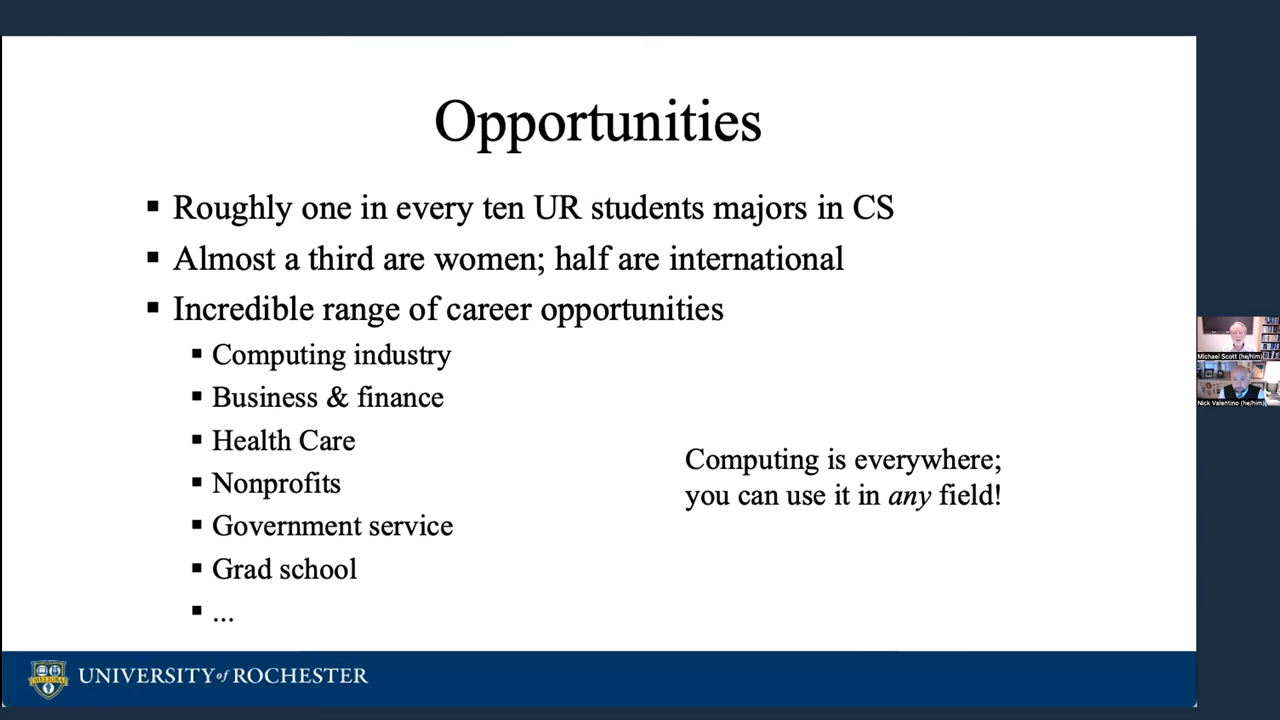 Opportunities
▪ Roughly one in every ten UR students majors in CS
▪ Almost a third are women; half are international
▪ Incredible range of career opportunities
▪ Computing industry
▪ Business & finance
▪ Health Care
▪ Nonprofits
▪ Government service
▪ Grad school
▪ ...
Computing is everywhere;
you can use it in any field!
Michael Scott (he/him)
Nick Valentino (he/him)
MELIORA
UNIVERSITY of ROCHESTER